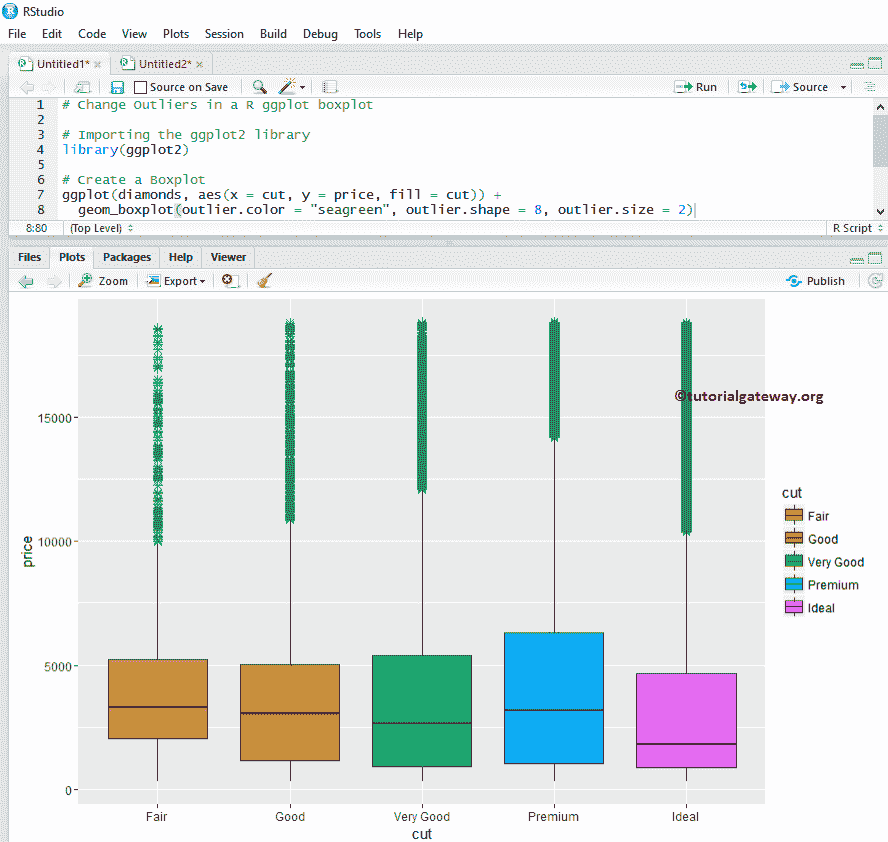 RStudio
File Edit Code View Plots Session Build Debug Tools Help
Untitled1* Untitled2*
Source on Save Run Source
1 # Change Outliers in a R ggplot boxplot
2
3 # Importing the ggplot2 library
4 library(ggplot2)
5
6 # Create a Boxplot
7 ggplot(diamonds, aes(x = cut, y = price, fill = cut)) +
8 geom_boxplot(outlier.color = "seagreen", outlier.shape = 8, outlier.size = 2)
8:80 (Top Level) R Script
Files Plots Packages Help Viewer
Zoom Export Publish
©tutorialgateway.org
15000
10000
5000
0
price
Fair Good Very Good Premium Ideal
cut
cut
Fair
Good
Very Good
Premium
Ideal